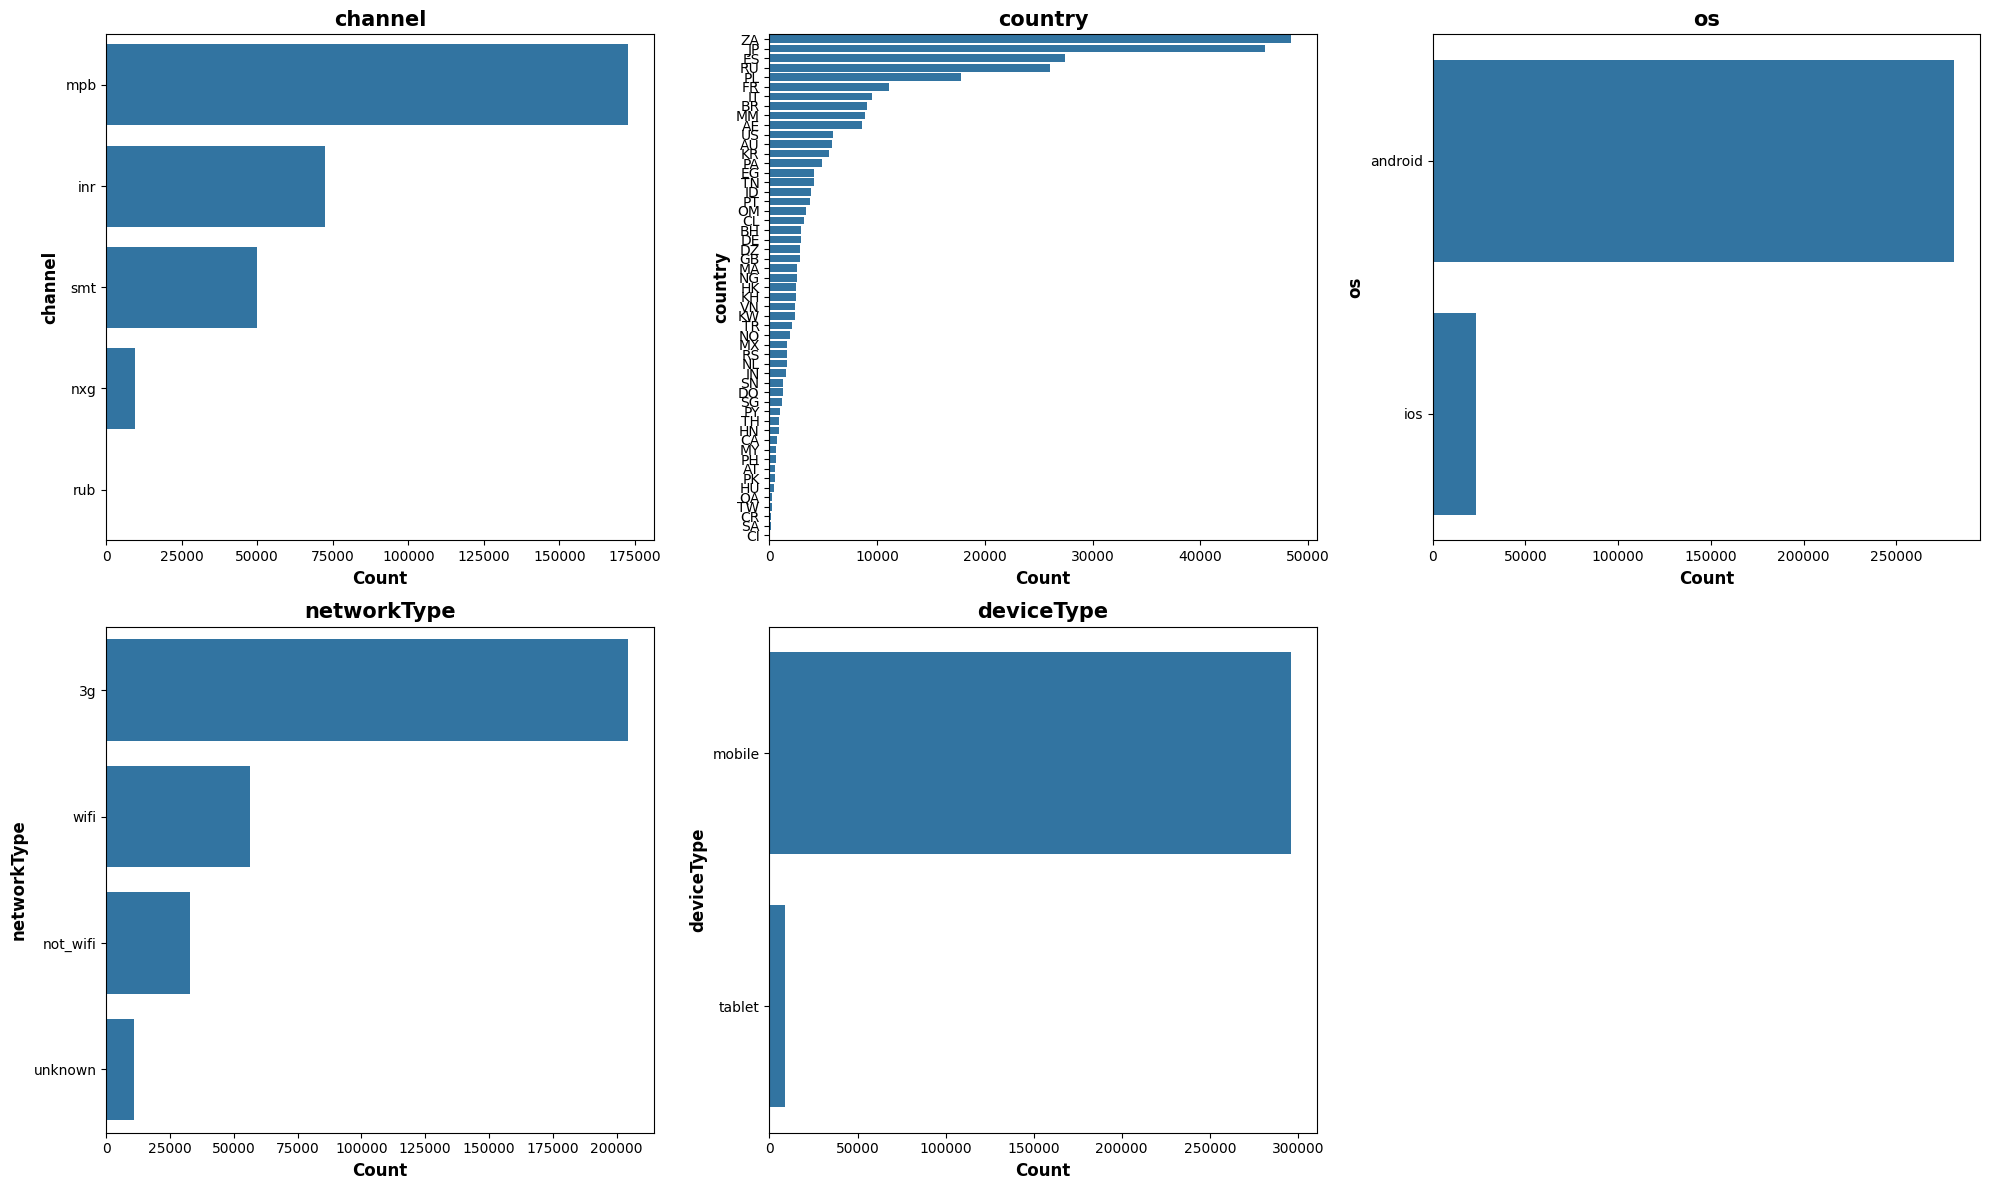 channel
channel
mpb
inr
smt
nxg
rub
0 25000 50000 75000 100000 125000 150000 175000
Count
country
country
ZA
JP
ES
RU
PL
FR
IT
BR
MM
AE
US
AU
KR
PA
EG
TN
ID
PT
OM
CL
BH
DE
DZ
GB
MA
NG
HK
KH
VN
KW
TR
NO
MX
RS
NL
IN
SN
DO
SG
PY
TH
HN
CA
MY
PH
AT
PK
HU
QA
TW
CR
SA
CI
0 10000 20000 30000 40000 50000
Count
os
os
android
ios
0 50000 100000 150000 200000 250000
Count
networkType
networkType
3g
wifi
not_wifi
unknown
0 25000 50000 75000 100000 125000 150000 175000 200000
Count
deviceType
deviceType
mobile
tablet
0 50000 100000 150000 200000 250000 300000
Count